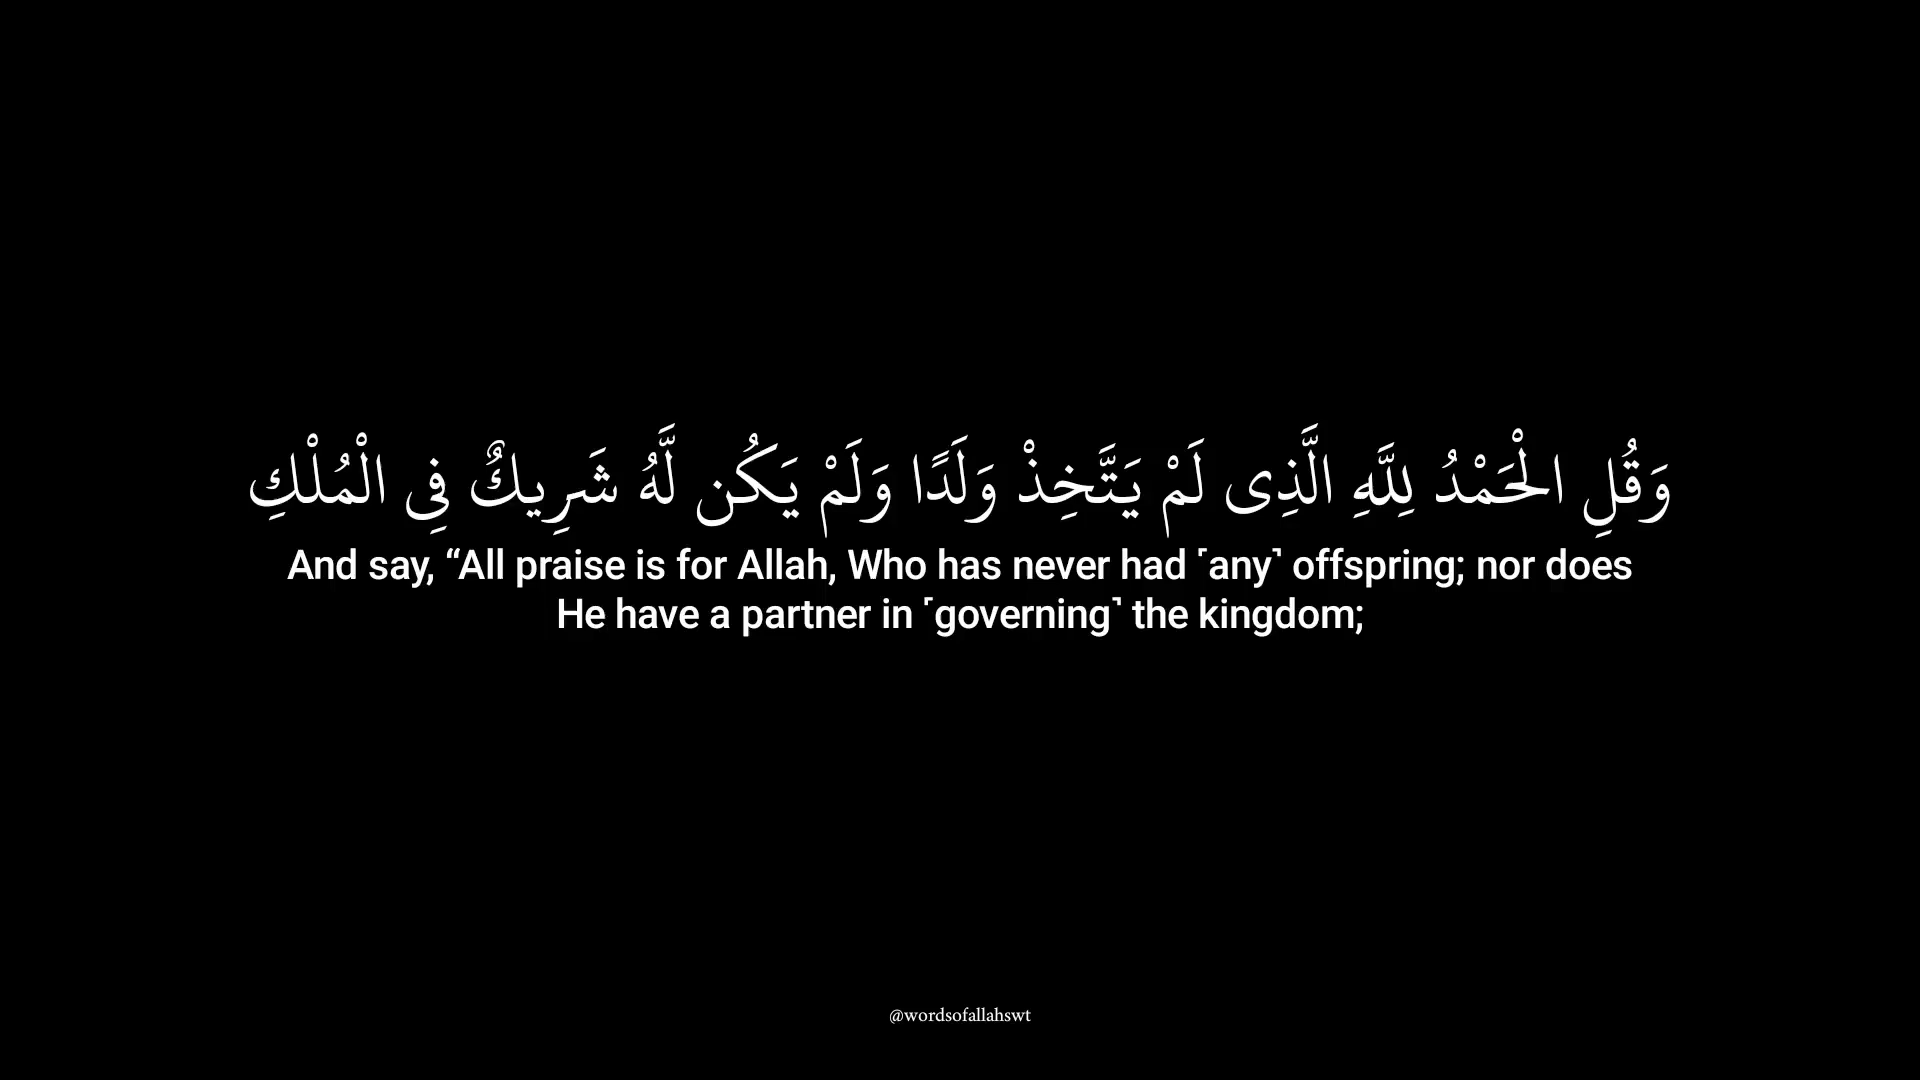 وَقُلِ الْحَمْدُ لِلَّهِ الَّذِى لَمْ يَتَّخِذْ وَلَدًا وَلَمْ يَكُن لَّهُ شَرِيكٌ فِى الْمُلْكِ
And say, “All praise is for Allah, Who has never had ˹any˺ offspring; nor does
He have a partner in ˹governing˺ the kingdom;
@wordsofallahswt